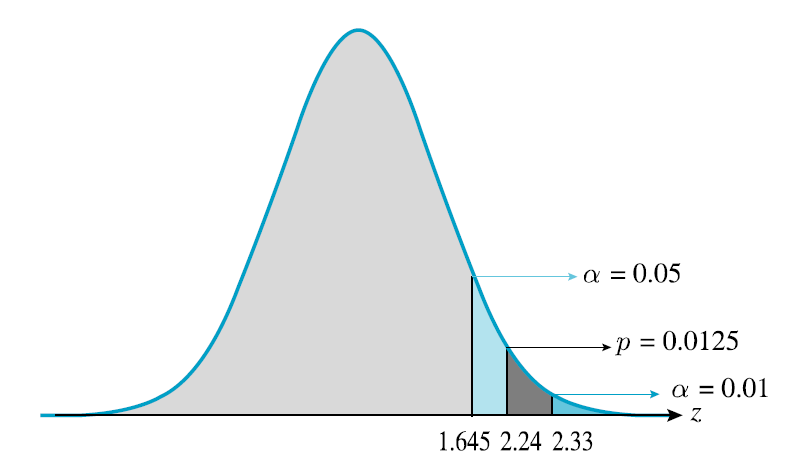 α = 0.05
p = 0.0125
α = 0.01
z
1.645 2.24 2.33